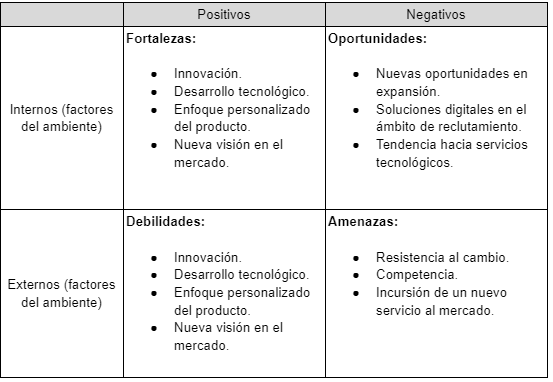 Positivos
Negativos
Internos (factores
del ambiente)
Fortalezas:
● Innovación.
● Desarrollo tecnológico.
● Enfoque personalizado
del producto.
● Nueva visión en el
mercado.
Oportunidades:
● Nuevas oportunidades en
expansión.
● Soluciones digitales en el
ámbito de reclutamiento.
● Tendencia hacia servicios
tecnológicos.
Externos (factores
del ambiente)
Debilidades:
● Innovación.
● Desarrollo tecnológico.
● Enfoque personalizado
del producto.
● Nueva visión en el
mercado.
Amenazas:
● Resistencia al cambio.
● Competencia.
● Incursión de un nuevo
servicio al mercado.